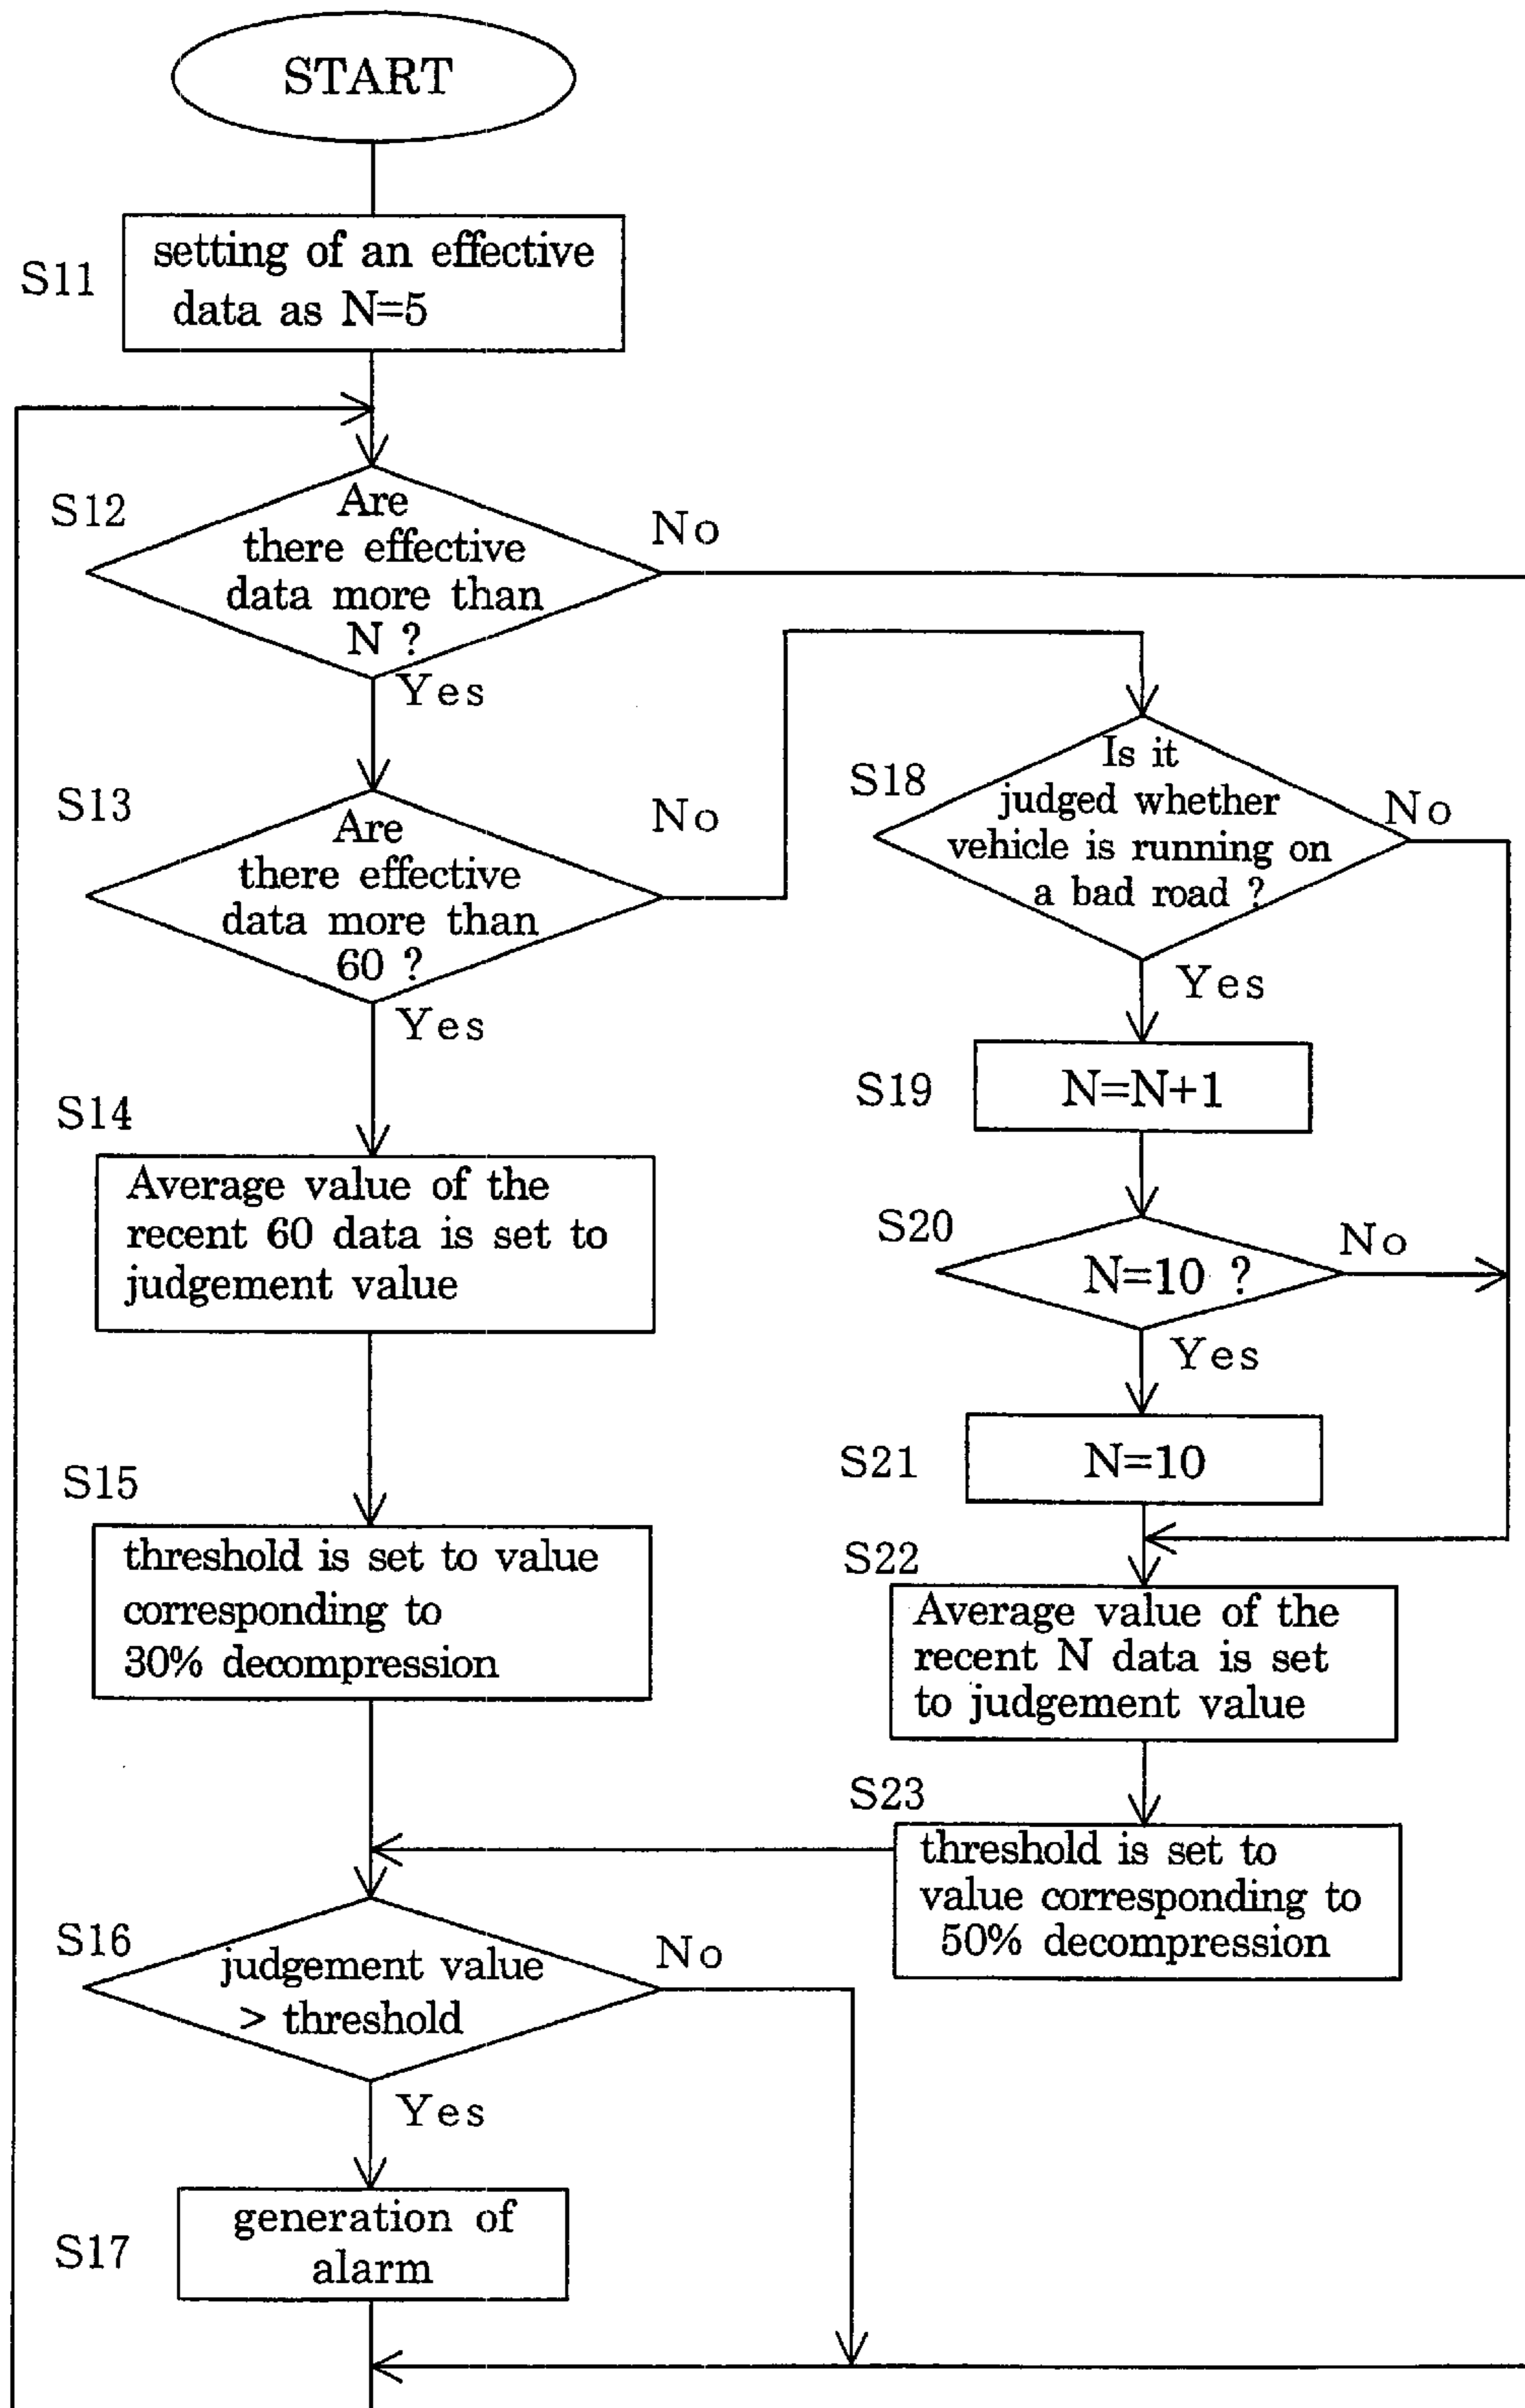 START
S11
setting of an effective
data as N=5
S12
Are
there effective
data more than
N ?
No
Yes
S13
Are
there effective
data more than
60 ?
No
Yes
S14
Average value of the
recent 60 data is set to
judgement value
S15
threshold is set to value
corresponding to
30% decompression
S16
judgement value
> threshold
No
Yes
S17
generation of
alarm
S18
Is it
judged whether
vehicle is running on
a bad road ?
No
Yes
S19
N=N+1
S20
N=10 ?
No
Yes
S21
N=10
S22
Average value of the
recent N data is set
to judgement value
S23
threshold is set to
value corresponding to
50% decompression